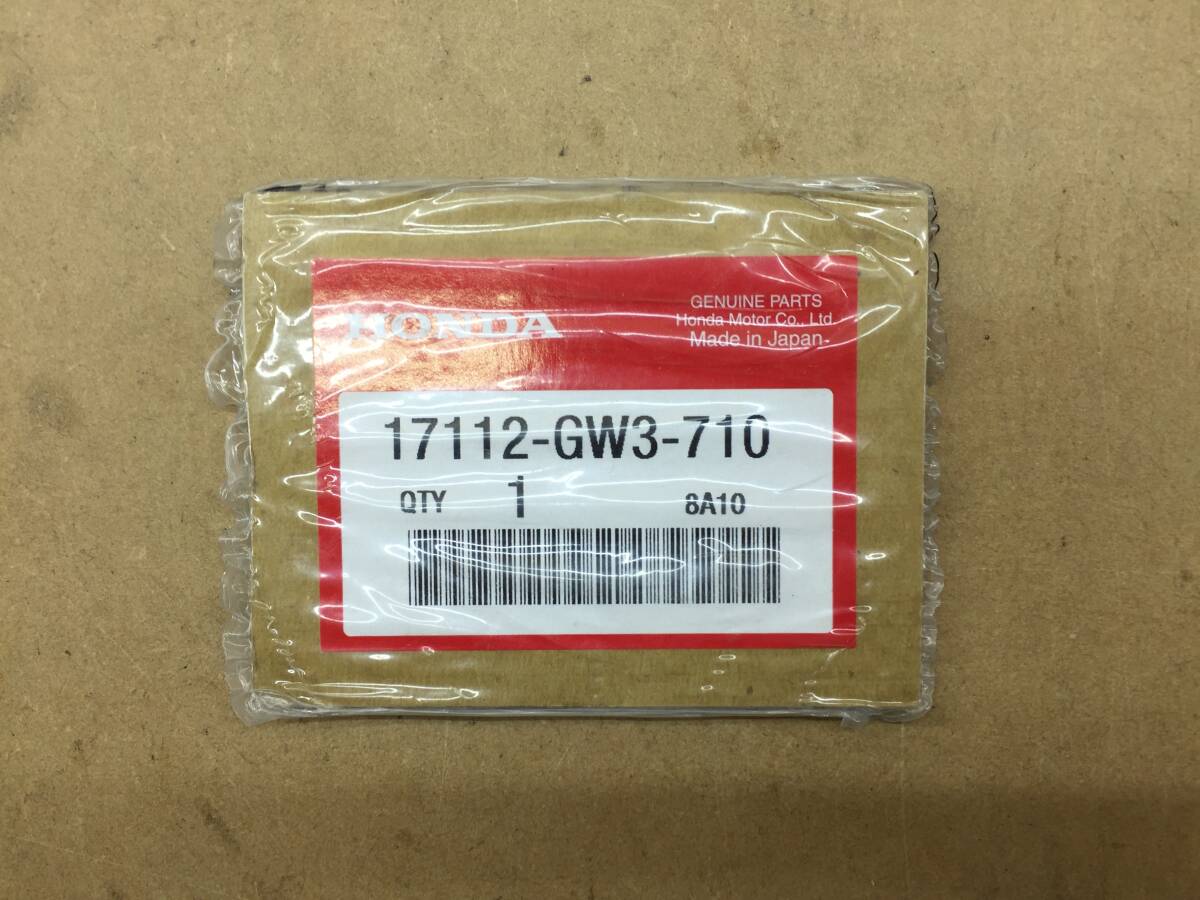 HONDA
GENUINE PARTS
Honda Motor Co., Ltd.
Made in Japan-
17112-GW3-710
QTY 1 8A10